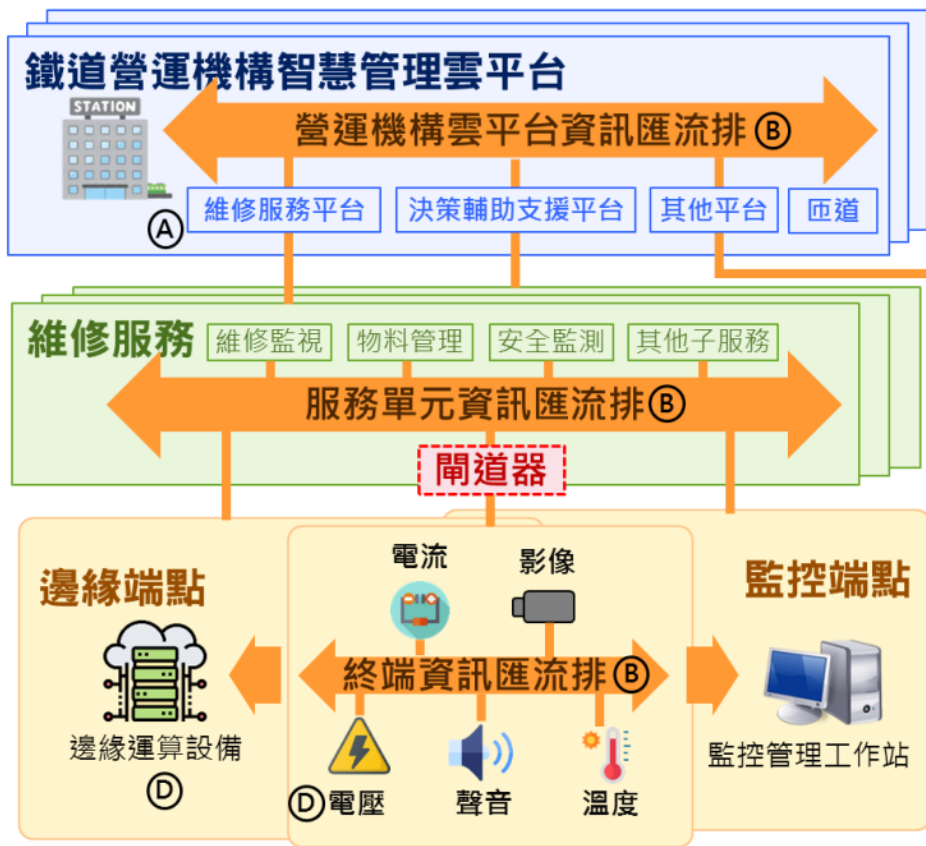 鐵道營運機構智慧管理雲平台
STATION
營運機構雲平台資訊匯流排Ⓑ
Ⓐ
維修服務平台
決策輔助支援平台
其他平台
匝道
維修服務
維修監視
物料管理
安全監測
其他子服務
服務單元資訊匯流排Ⓑ
閘道器
邊緣端點
電流
影像
監控端點
終端資訊匯流排Ⓑ
邊緣運算設備
Ⓓ
Ⓓ電壓
聲音
溫度
監控管理工作站